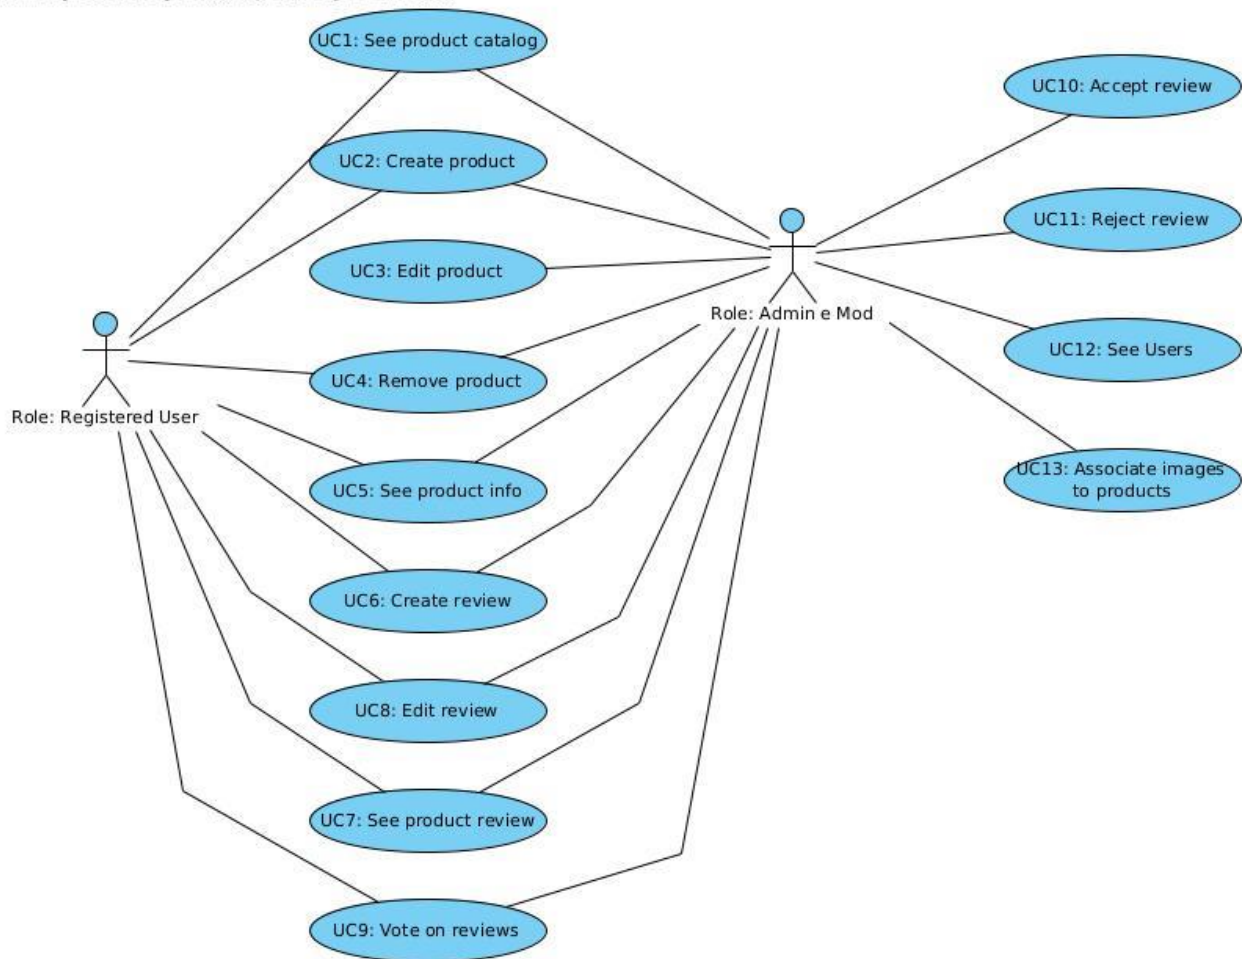 UC1: See product catalog
UC10: Accept review
UC2: Create product
UC11: Reject review
UC3: Edit product
Role: Admin e Mod
UC12: See Users
UC4: Remove product
Role: Registered User
UC13: Associate images
to products
UC5: See product info
UC6: Create review
UC8: Edit review
UC7: See product review
UC9: Vote on reviews